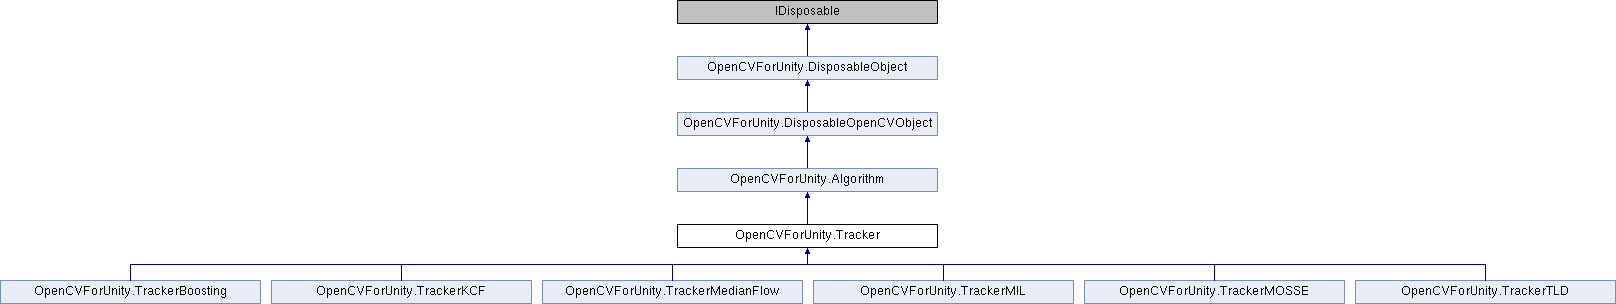 IDisposable
OpenCVForUnity.DisposableObject
OpenCVForUnity.DisposableOpenCVObject
OpenCVForUnity.Algorithm
OpenCVForUnity.Tracker
OpenCVForUnity.TrackerBoosting
OpenCVForUnity.TrackerKCF
OpenCVForUnity.TrackerMedianFlow
OpenCVForUnity.TrackerMIL
OpenCVForUnity.TrackerMOSSE
OpenCVForUnity.TrackerTLD